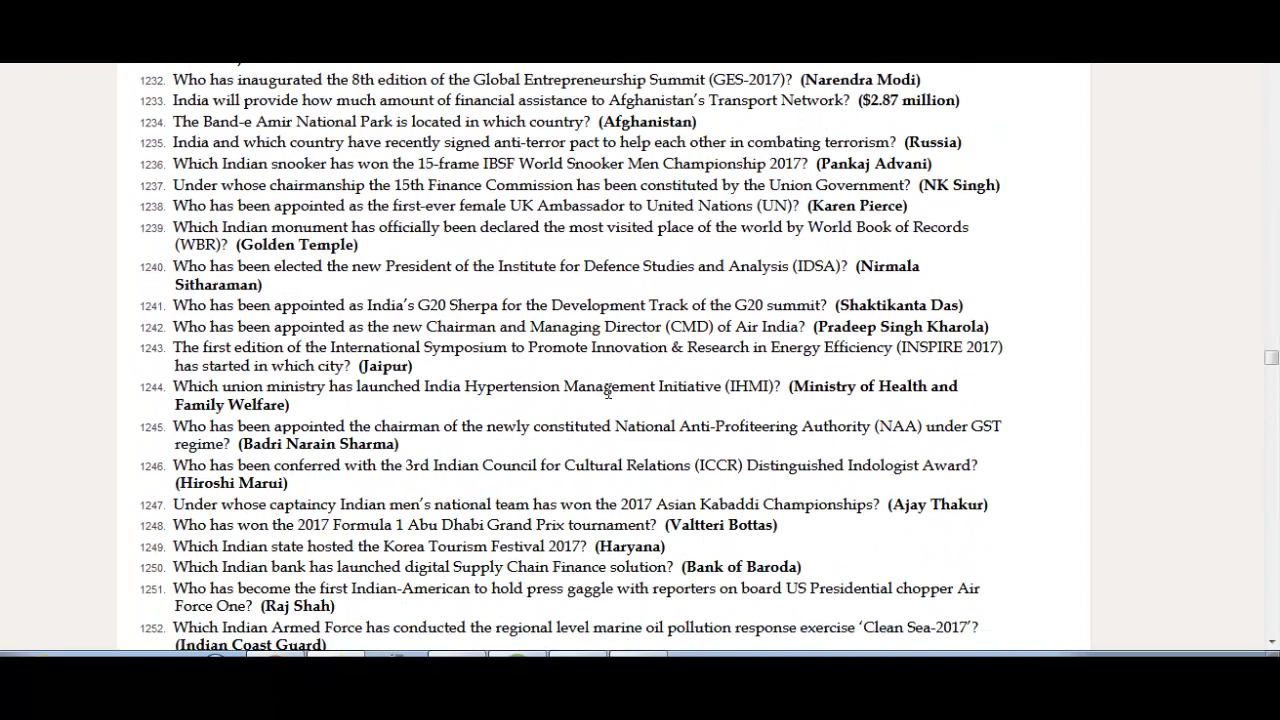 1232. Who has inaugurated the 8th edition of the Global Entrepreneurship Summit (GES-2017)? (Narendra Modi)
1233. India will provide how much amount of financial assistance to Afghanistan's Transport Network? ($2.87 million)
1234. The Band-e Amir National Park is located in which country? (Afghanistan)
1235. India and which country have recently signed anti-terror pact to help each other in combating terrorism? (Russia)
1236. Which Indian snooker has won the 15-frame IBSF World Snooker Men Championship 2017? (Pankaj Advani)
1237. Under whose chairmanship the 15th Finance Commission has been constituted by the Union Government? (NK Singh)
1238. Who has been appointed as the first-ever female UK Ambassador to United Nations (UN)? (Karen Pierce)
1239. Which Indian monument has officially been declared the most visited place of the world by World Book of Records
(WBR)? (Golden Temple)
1240. Who has been elected the new President of the Institute for Defence Studies and Analysis (IDSA)? (Nirmala
Sitharaman)
1241. Who has been appointed as India's G20 Sherpa for the Development Track of the G20 summit? (Shaktikanta Das)
1242. Who has been appointed as the new Chairman and Managing Director (CMD) of Air India? (Pradeep Singh Kharola)
1243. The first edition of the International Symposium to Promote Innovation & Research in Energy Efficiency (INSPIRE 2017)
has started in which city? (Jaipur)
1244. Which union ministry has launched India Hypertension Management Initiative (IHMI)? (Ministry of Health and
Family Welfare)
1245. Who has been appointed the chairman of the newly constituted National Anti-Profiteering Authority (NAA) under GST
regime? (Badri Narain Sharma)
1246. Who has been conferred with the 3rd Indian Council for Cultural Relations (ICCR) Distinguished Indologist Award?
(Hiroshi Marui)
1247. Under whose captaincy Indian men's national team has won the 2017 Asian Kabaddi Championships? (Ajay Thakur)
1248. Who has won the 2017 Formula 1 Abu Dhabi Grand Prix tournament? (Valtteri Bottas)
1249. Which Indian state hosted the Korea Tourism Festival 2017? (Haryana)
1250. Which Indian bank has launched digital Supply Chain Finance solution? (Bank of Baroda)
1251. Who has become the first Indian-American to hold press gaggle with reporters on board US Presidential chopper Air
Force One? (Raj Shah)
1252. Which Indian Armed Force has conducted the regional level marine oil pollution response exercise 'Clean Sea-2017'?
(Indian Coast Guard)